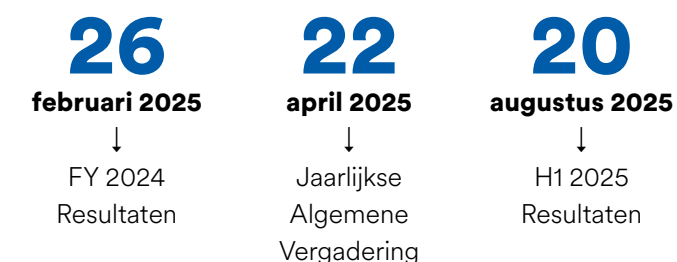 26
februari 2025
↓
FY 2024
Resultaten
22
april 2025
↓
Jaarlijkse
Algemene
Vergadering
20
augustus 2025
↓
H1 2025
Resultaten